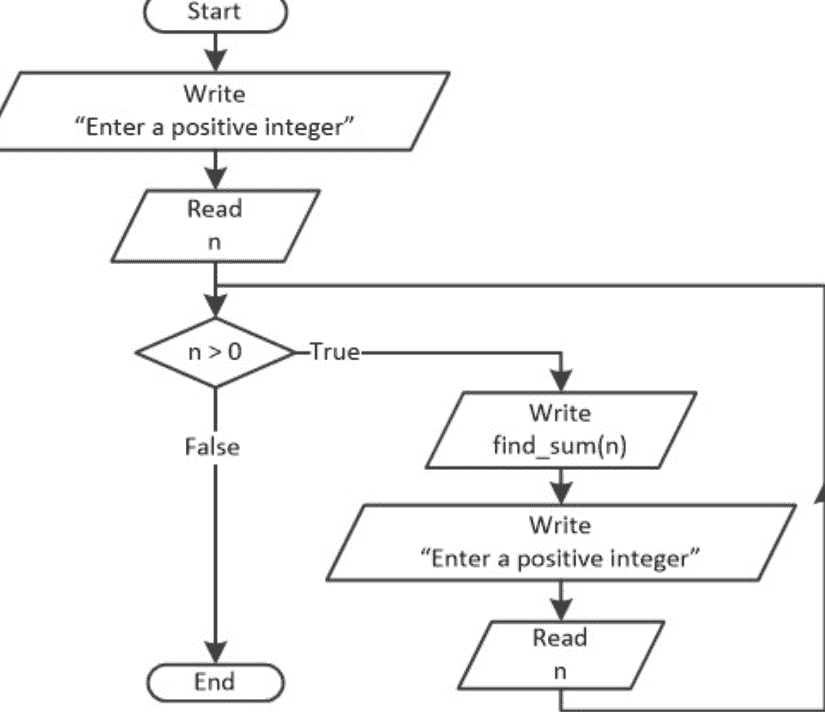 Start
Write
“Enter a positive integer”
Read
n
n > 0
True
False
Write
find_sum(n)
Write
“Enter a positive integer”
Read
n
End